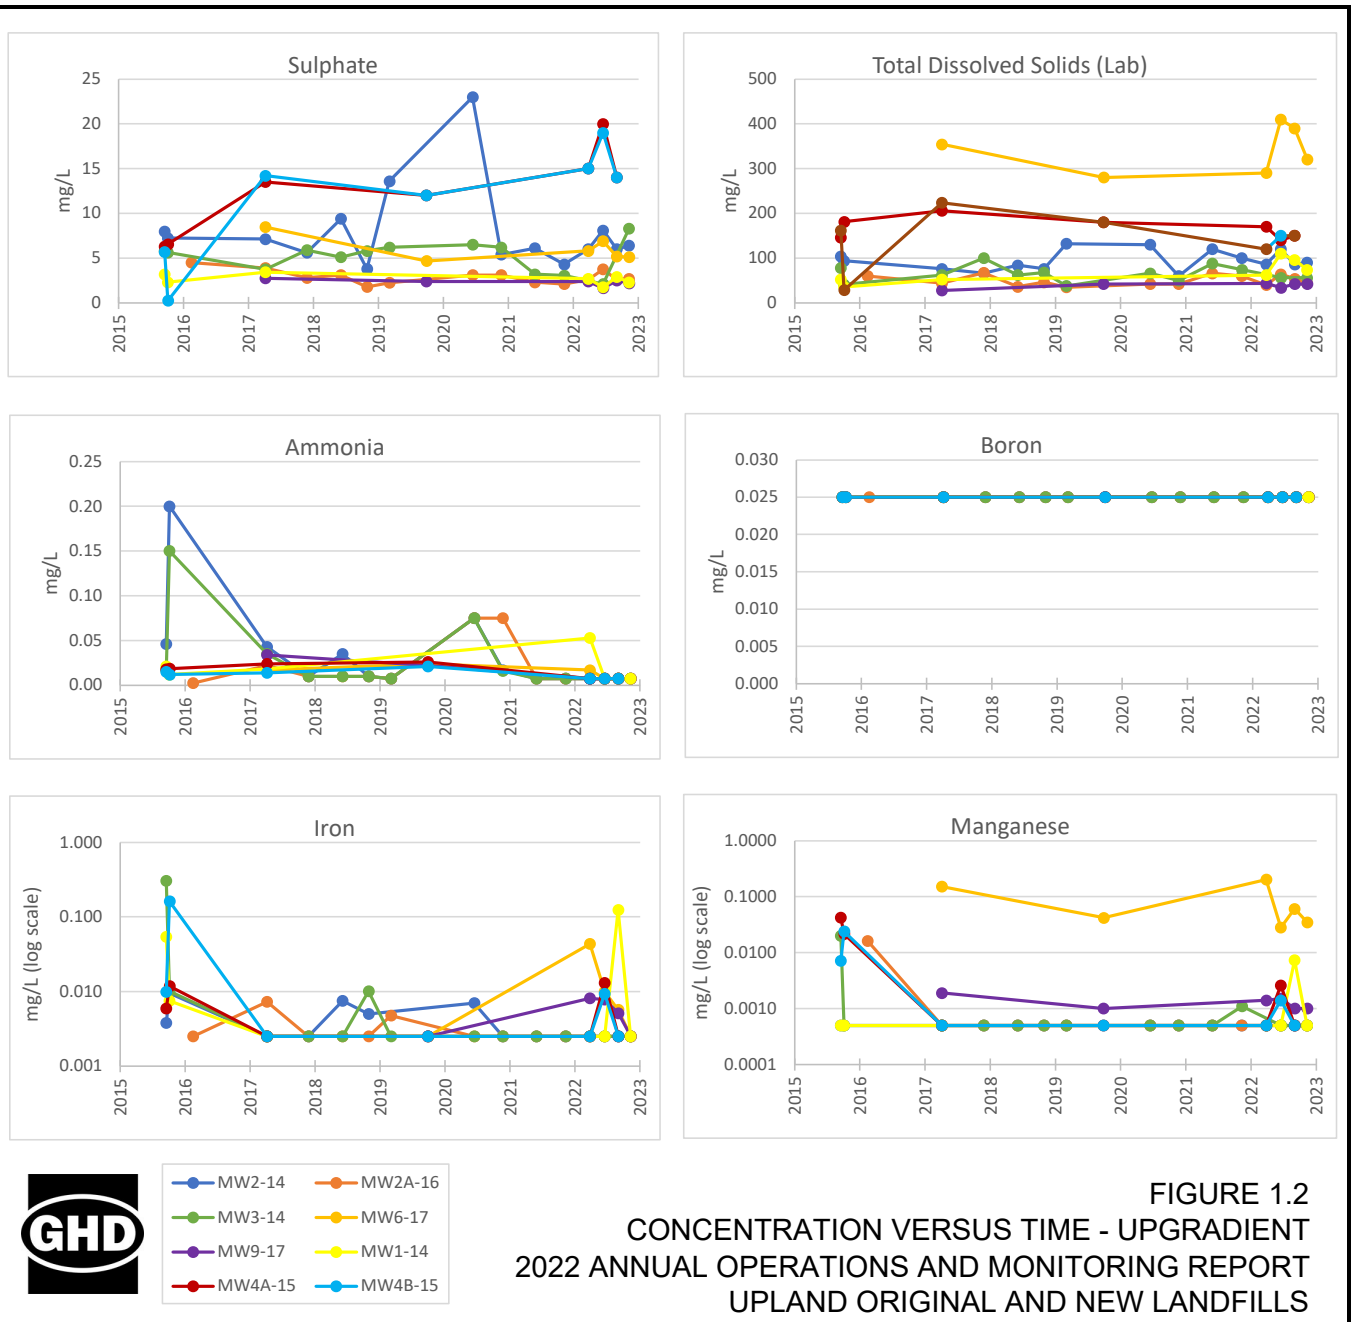 Sulphate
25
20
15
10
5
0
mg/L
2015 2016 2017 2018 2019 2020 2021 2022 2023
Total Dissolved Solids (Lab)
500
400
300
200
100
0
mg/L
2015 2016 2017 2018 2019 2020 2021 2022 2023
Ammonia
0.25
0.20
0.15
0.10
0.05
0.00
mg/L
2015 2016 2017 2018 2019 2020 2021 2022 2023
Boron
0.030
0.025
0.020
0.015
0.010
0.005
0.000
mg/L
2015 2016 2017 2018 2019 2020 2021 2022 2023
Iron
1.000
0.100
0.010
0.001
mg/L (log scale)
2015 2016 2017 2018 2019 2020 2021 2022 2023
Manganese
1.0000
0.1000
0.0100
0.0010
0.0001
mg/L (log scale)
2015 2016 2017 2018 2019 2020 2021 2022 2023
GHD
MW2-14 MW2A-16
MW3-14 MW6-17
MW9-17 MW1-14
MW4A-15 MW4B-15
FIGURE 1.2
CONCENTRATION VERSUS TIME - UPGRADIENT
2022 ANNUAL OPERATIONS AND MONITORING REPORT
UPLAND ORIGINAL AND NEW LANDFILLS